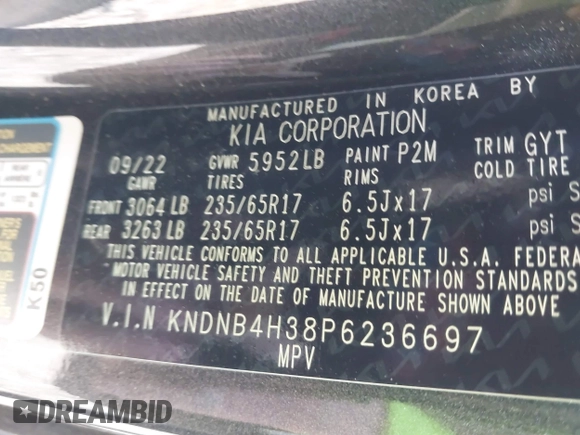 MANUFACTURED IN KOREA BY
KIA CORPORATION
09/22 GVWR 5952LB PAINT P2M TRIM GYT
GAWR TIRES RIMS COLD TIRE
FRONT 3064 LB 235/65R17 6.5Jx17 psi
REAR 3263 LB 235/65R17 6.5Jx17 psi
THIS VEHICLE CONFORMS TO ALL APPLICABLE U.S.A. FEDERA
MOTOR VEHICLE SAFETY AND THEFT PREVENTION STANDARDS
IN EFFECT ON THE DATE OF MANUFACTURE SHOWN ABOVE
V.I.N KNDNB4H38P6236697
MPV
K50
DREAMBID